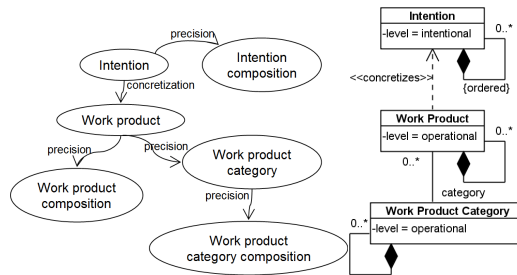 precision
Intention
Intention
composition
concretization
Work product
precision
precision
Work product
category
Work product
composition
precision
Work product
category composition
Intention
-level = intentional
0..*
{ordered}
<<concretizes>>
Work Product
-level = operational
0..*
0..*
category
Work Product Category
-level = operational
0..*